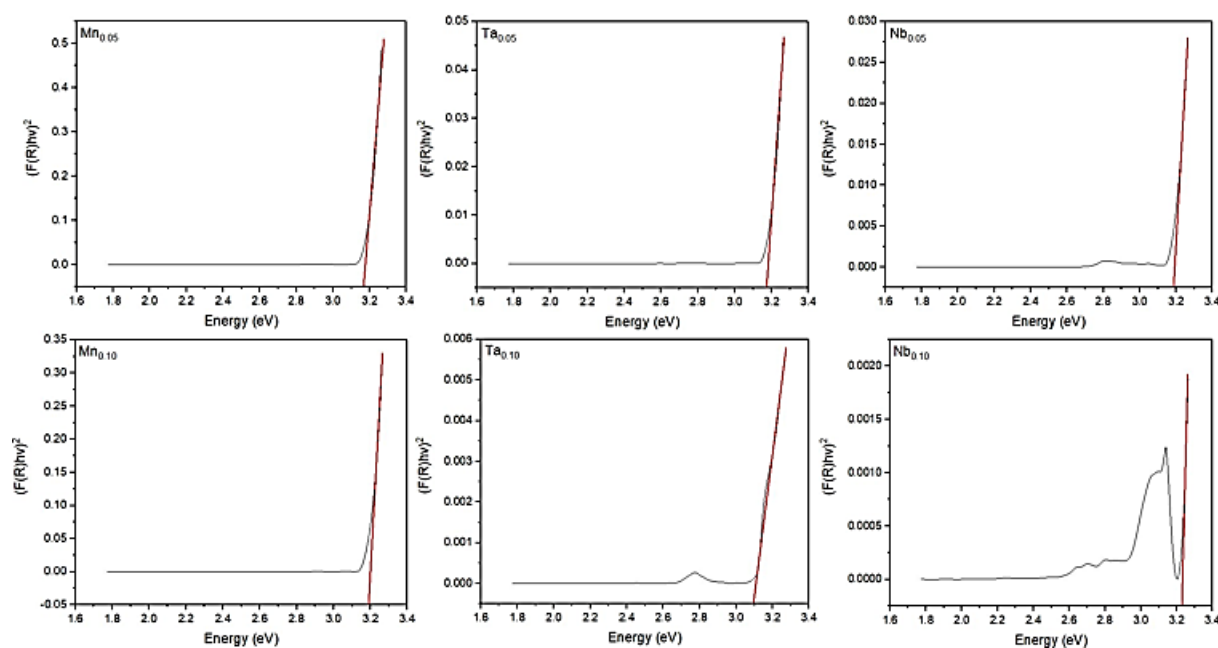 Mn0.05
(F(R)hv)2
0.5
0.4
0.3
0.2
0.1
0.0
1.6 1.8 2.0 2.2 2.4 2.6 2.8 3.0 3.2 3.4
Energy (eV)
Ta0.05
(F(R)hv)2
0.05
0.04
0.03
0.02
0.01
0.00
1.6 1.8 2.0 2.2 2.4 2.6 2.8 3.0 3.2 3.4
Energy (eV)
Nb0.05
(F(R)hv)2
0.030
0.025
0.020
0.015
0.010
0.005
0.000
1.6 1.8 2.0 2.2 2.4 2.6 2.8 3.0 3.2 3.4
Energy (eV)
Mn0.10
(F(R)hv)2
0.35
0.30
0.25
0.20
0.15
0.10
0.05
0.00
-0.05
1.6 1.8 2.0 2.2 2.4 2.6 2.8 3.0 3.2 3.4
Energy (eV)
Ta0.10
(F(R)hv)2
0.006
0.005
0.004
0.003
0.002
0.001
0.000
1.6 1.8 2.0 2.2 2.4 2.6 2.8 3.0 3.2 3.4
Energy (eV)
Nb0.10
(F(R)hv)2
0.0020
0.0015
0.0010
0.0005
0.0000
1.6 1.8 2.0 2.2 2.4 2.6 2.8 3.0 3.2 3.4
Energy (eV)